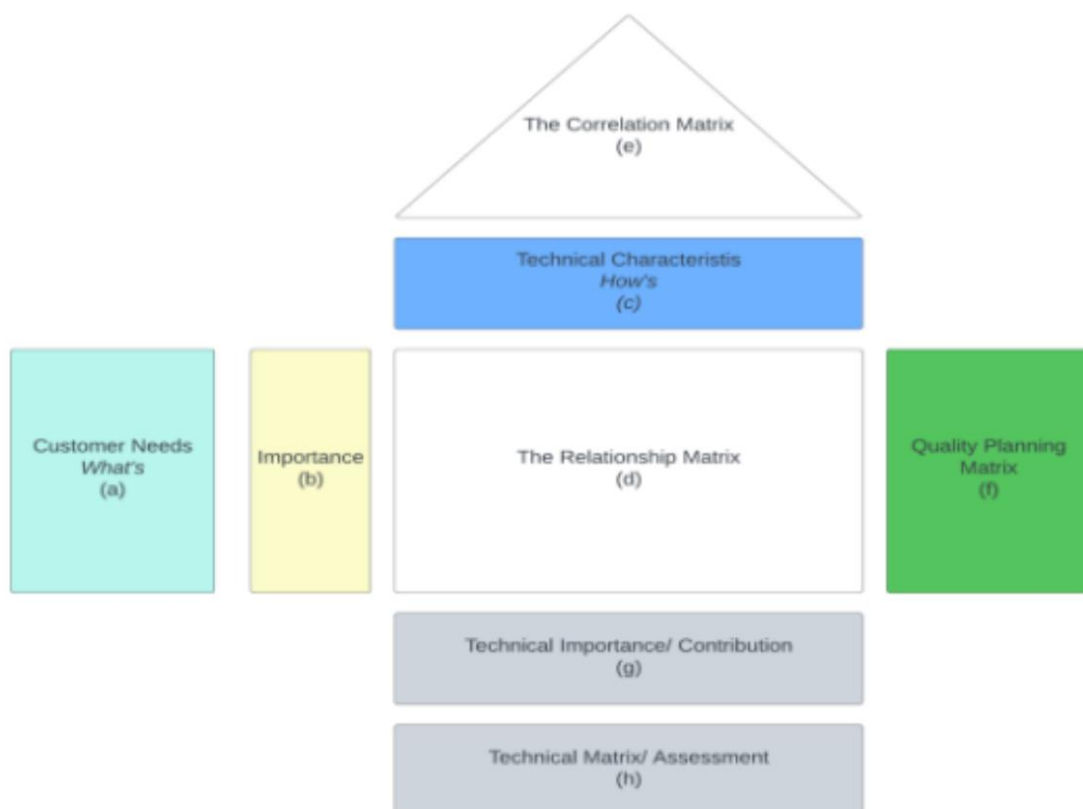 The Correlation Matrix
(e)
Technical Characteristis
How's
(c)
Customer Needs
What's
(a)
Importance
(b)
The Relationship Matrix
(d)
Quality Planning
Matrix
(f)
Technical Importance/ Contribution
(g)
Technical Matrix/ Assessment
(h)